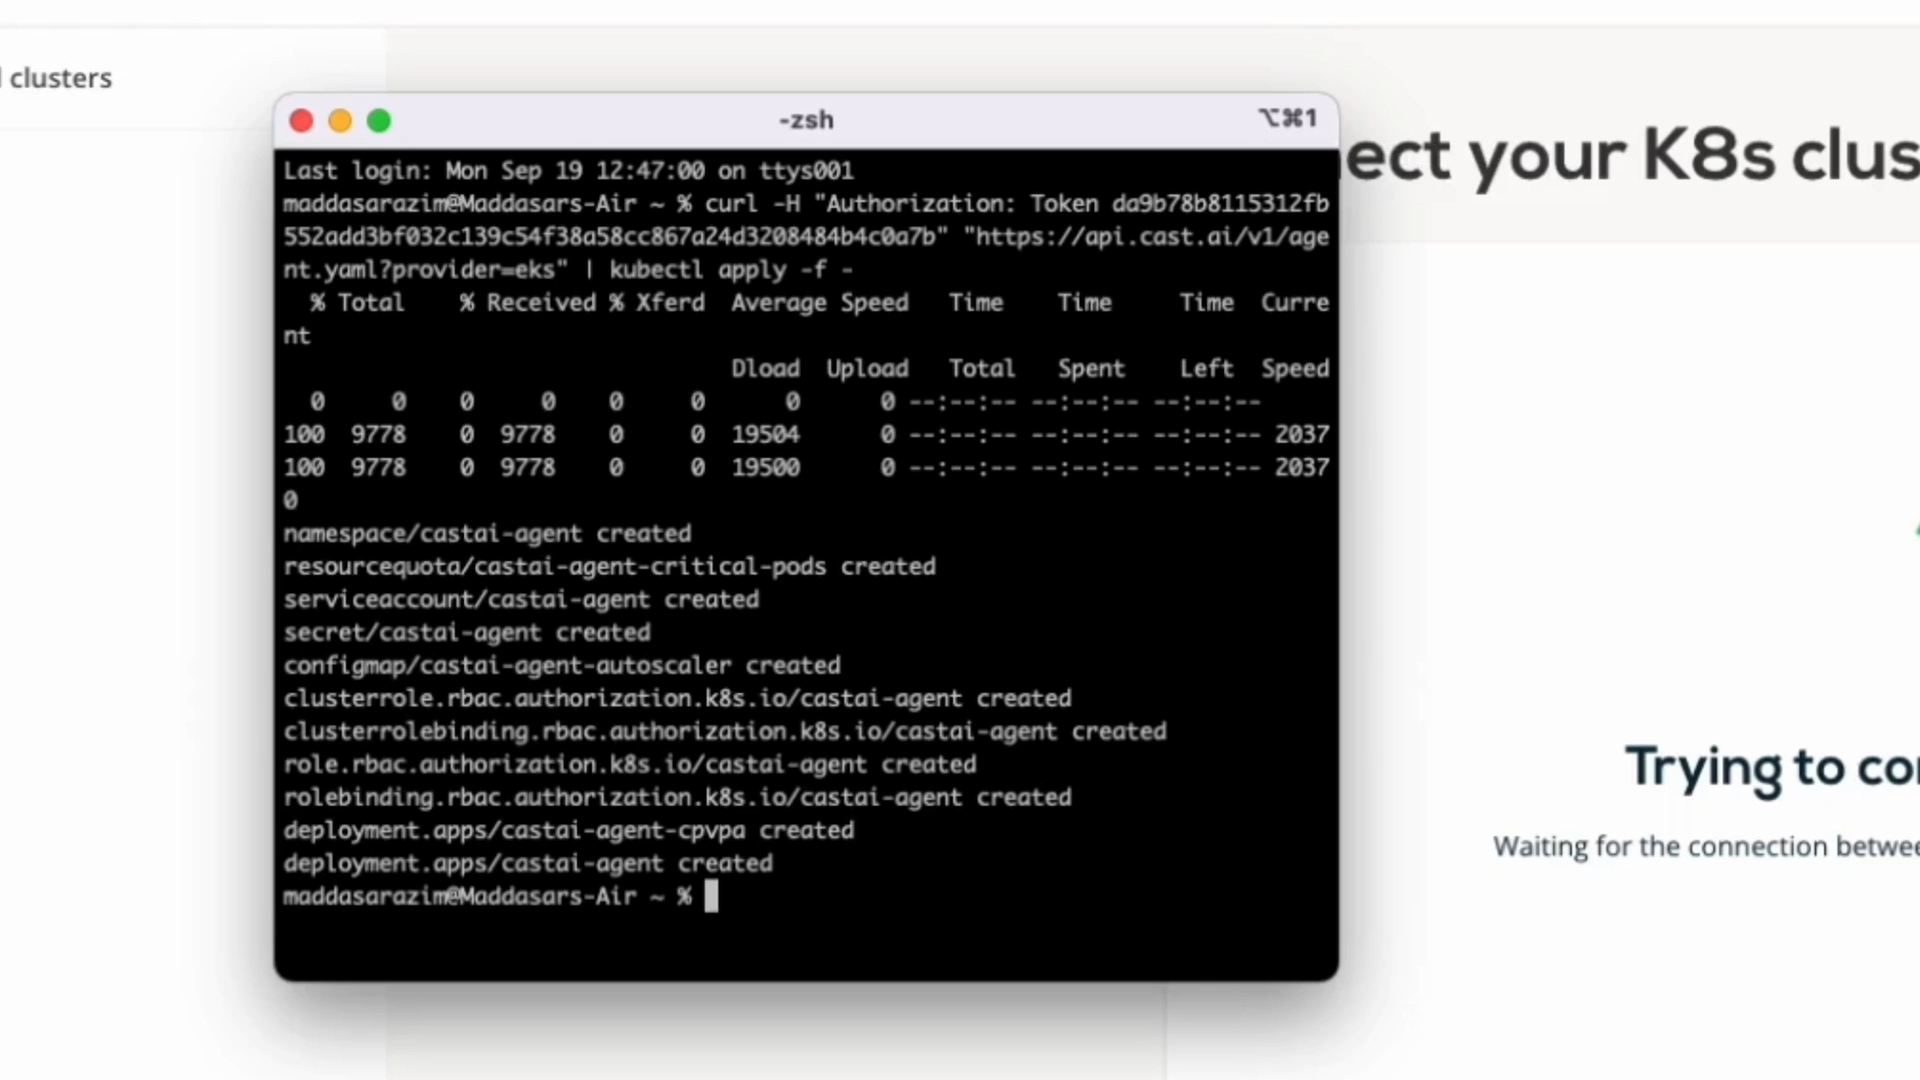 clusters
-zsh
⌥⌘1
ect your K8s clus
Last login: Mon Sep 19 12:47:00 on ttys001
maddasarazim@Maddasars-Air ~ % curl -H "Authorization: Token da9b78b8115312fb
552add3bf032c139c54f38a58cc867a24d3208484b4c0a7b" "https://api.cast.ai/v1/age
nt.yaml?provider=eks" | kubectl apply -f -
% Total % Received % Xferd Average Speed Time Time Time Curre
nt
Dload Upload Total Spent Left Speed
0 0 0 0 0 0 0 0 --:--:-- --:--:-- --:--:--
100 9778 0 9778 0 0 19504 0 --:--:-- --:--:-- --:--:-- 2037
100 9778 0 9778 0 0 19500 0 --:--:-- --:--:-- --:--:-- 2037
0
namespace/castai-agent created
resourcequota/castai-agent-critical-pods created
serviceaccount/castai-agent created
secret/castai-agent created
configmap/castai-agent-autoscaler created
clusterrole.rbac.authorization.k8s.io/castai-agent created
clusterrolebinding.rbac.authorization.k8s.io/castai-agent created
role.rbac.authorization.k8s.io/castai-agent created
rolebinding.rbac.authorization.k8s.io/castai-agent created
deployment.apps/castai-agent-cpvpa created
deployment.apps/castai-agent created
maddasarazim@Maddasars-Air ~ %
Trying to co
Waiting for the connection betwee